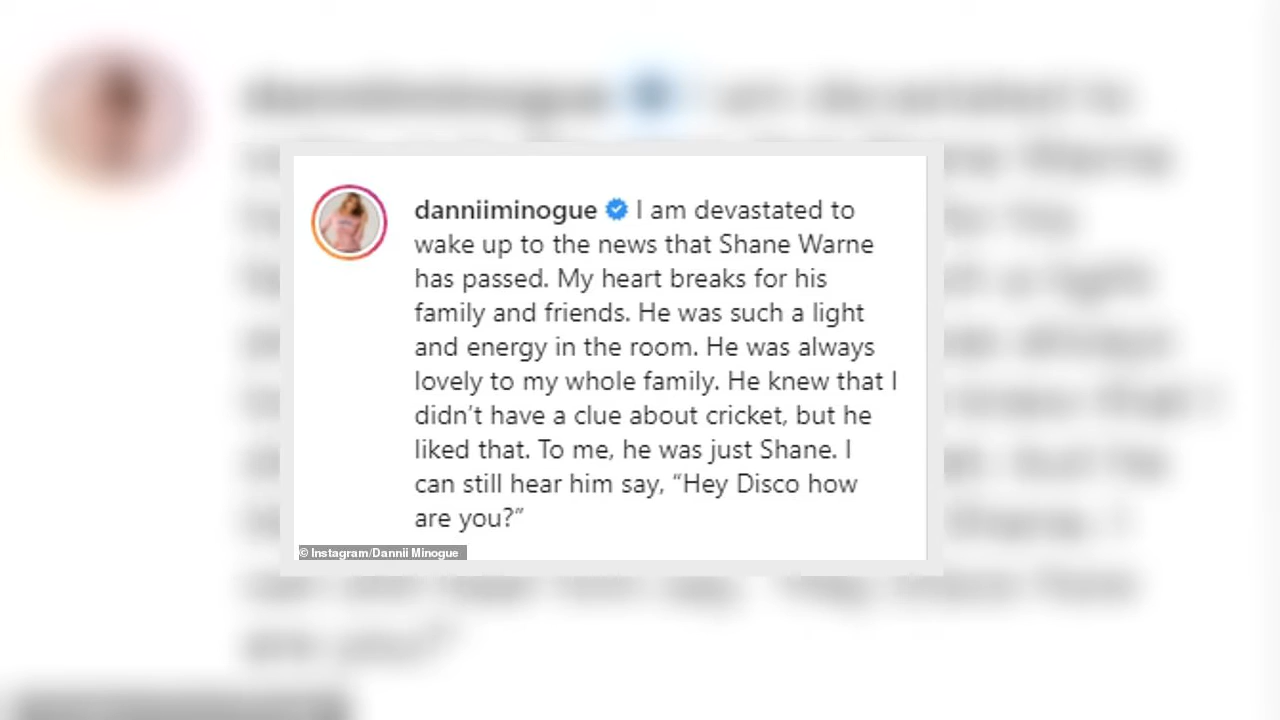 danniiminogue I am devastated to
wake up to the news that Shane Warne
has passed. My heart breaks for his
family and friends. He was such a light
and energy in the room. He was always
lovely to my whole family. He knew that I
didn’t have a clue about cricket, but he
liked that. To me, he was just Shane. I
can still hear him say, “Hey Disco how
are you?”
© Instagram/Dannii Minogue